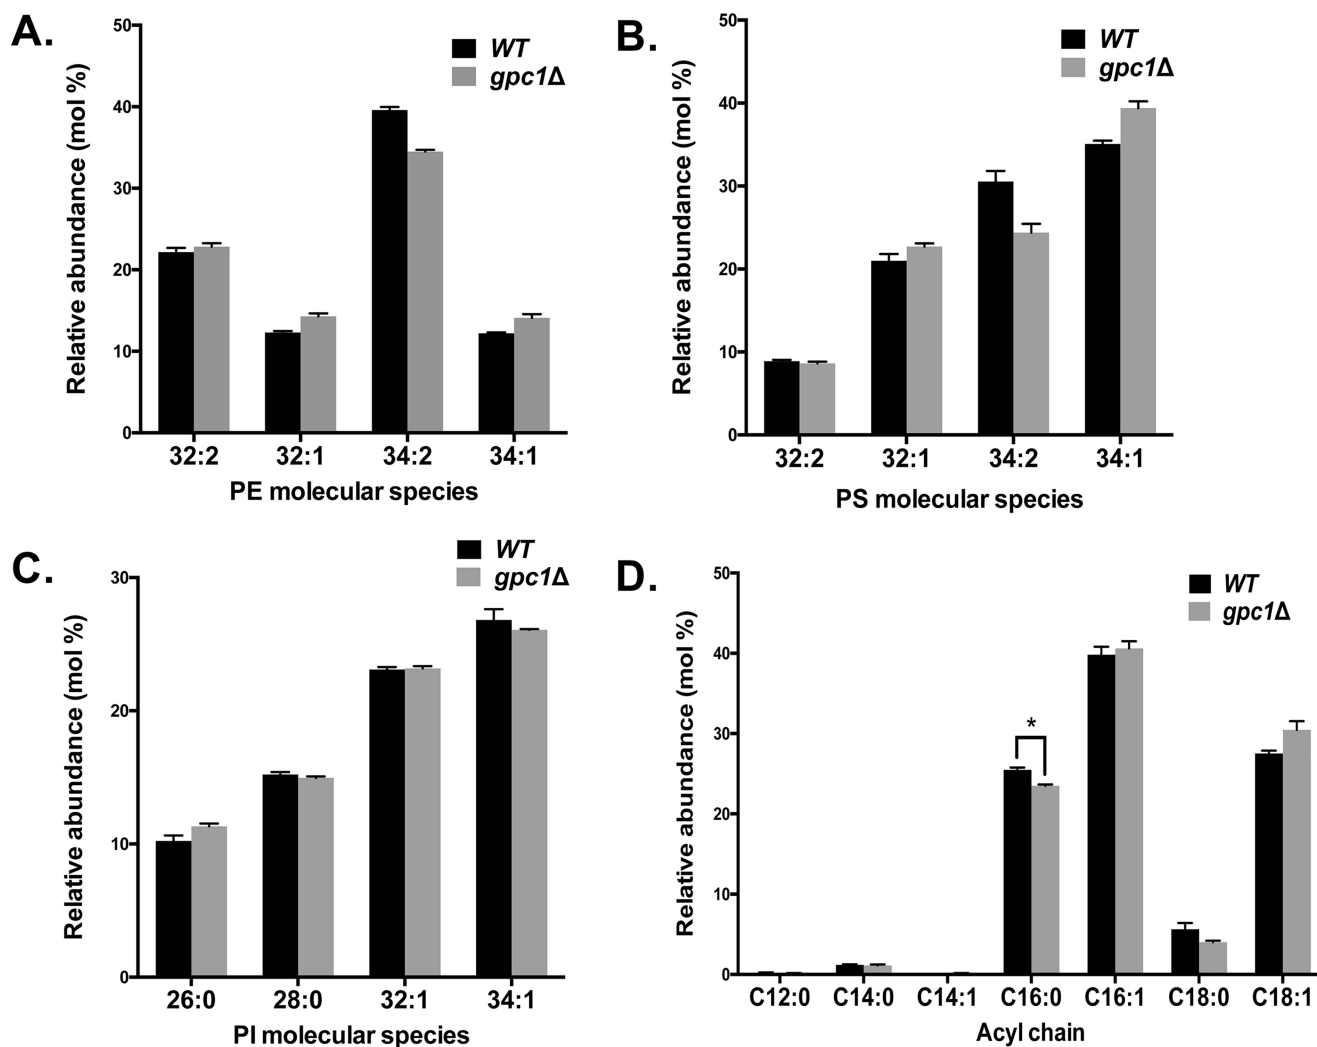 A.
50
40
30
20
10
0
Relative abundance (mol %)
WT
gpc1Δ
32:2 32:1 34:2 34:1
PE molecular species
B.
50
40
30
20
10
0
Relative abundance (mol %)
WT
gpc1Δ
32:2 32:1 34:2 34:1
PS molecular species
C.
30
20
10
0
Relative abundance (mol %)
WT
gpc1Δ
26:0 28:0 32:1 34:1
PI molecular species
D.
50
40
30
20
10
0
Relative abundance (mol %)
WT
gpc1Δ
*
C12:0 C14:0 C14:1 C16:0 C16:1 C18:0 C18:1
Acyl chain